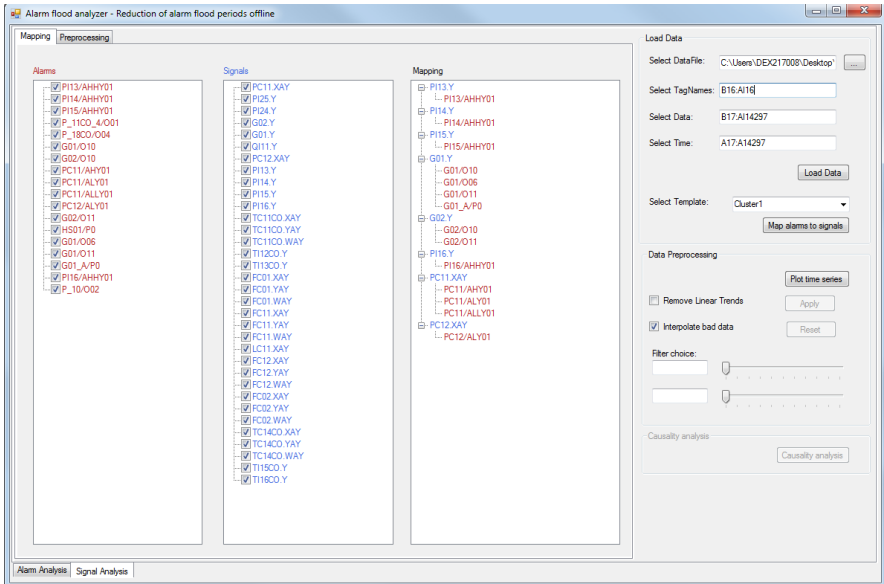 Alarm flood analyzer - Reduction of alarm flood periods offline
Mapping Preprocessing
Alarms
PI13/AHHY01
PI14/AHHY01
PI15/AHHY01
P_11CO_4/O01
P_18CO/O04
G01/O10
G02/O10
PC11/AHY01
PC11/ALY01
PC11/ALLY01
PC12/ALY01
G02/O11
HS01/P0
G01/O06
G01/O11
G01_A/P0
PI16/AHHY01
P_10/O02
Signals
PC11.XAY
PI25.Y
PI24.Y
G02.Y
G01.Y
QI11.Y
PC12.XAY
PI13.Y
PI14.Y
PI15.Y
PI16.Y
TC11CO.XAY
TC11CO.YAY
TC11CO.WAY
TI12CO.Y
TI13CO.Y
FC01.XAY
FC01.YAY
FC01.WAY
FC11.XAY
FC11.YAY
FC11.WAY
LC11.XAY
FC12.XAY
FC12.YAY
FC12.WAY
FC02.XAY
FC02.YAY
FC02.WAY
TC14CO.XAY
TC14CO.YAY
TC14CO.WAY
TI15CO.Y
TI16CO.Y
Mapping
PI13.Y
PI13/AHHY01
PI14.Y
PI14/AHHY01
PI15.Y
PI15/AHHY01
G01.Y
G01/O10
G01/O06
G01/O11
G01_A/P0
G02.Y
G02/O10
G02/O11
PI16.Y
PI16/AHHY01
PC11.XAY
PC11/AHY01
PC11/ALY01
PC11/ALLY01
PC12.XAY
PC12/ALY01
Load Data
Select DataFile: C:\Users\DEX217008\Desktop\ ...
Select TagNames: B16:AI16
Select Data: B17:AI14297
Select Time: A17:A14297
Load Data
Select Template: Cluster1
Map alarms to signals
Data Preprocessing
Plot time series
Remove Linear Trends Apply
Interpolate bad data Reset
Filter choice:
Causality analysis
Causality analysis
Alarm Analysis Signal Analysis